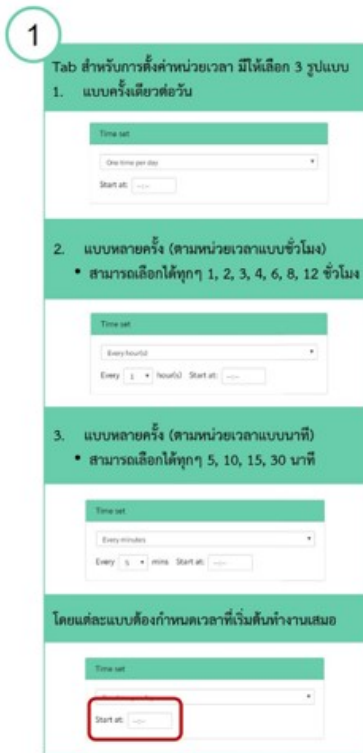 1
Tab สำหรับการตั้งค่าหน่วยเวลา มีให้เลือก 3 รูปแบบ
1. แบบครั้งเดียวต่อวัน
Time set
One time per day
Start at: --:--
2. แบบหลายครั้ง (ตามหน่วยเวลาแบบชั่วโมง)
• สามารถเลือกได้ทุกๆ 1, 2, 3, 4, 6, 8, 12 ชั่วโมง
Time set
Every hour(s)
Every 1 hour(s) Start at: --:--
3. แบบหลายครั้ง (ตามหน่วยเวลาแบบนาที)
• สามารถเลือกได้ทุกๆ 5, 10, 15, 30 นาที
Time set
Every minutes
Every 5 mins Start at: --:--
โดยแต่ละแบบต้องกำหนดเวลาที่เริ่มต้นทำงานเสมอ
Time set
Start at: --:--